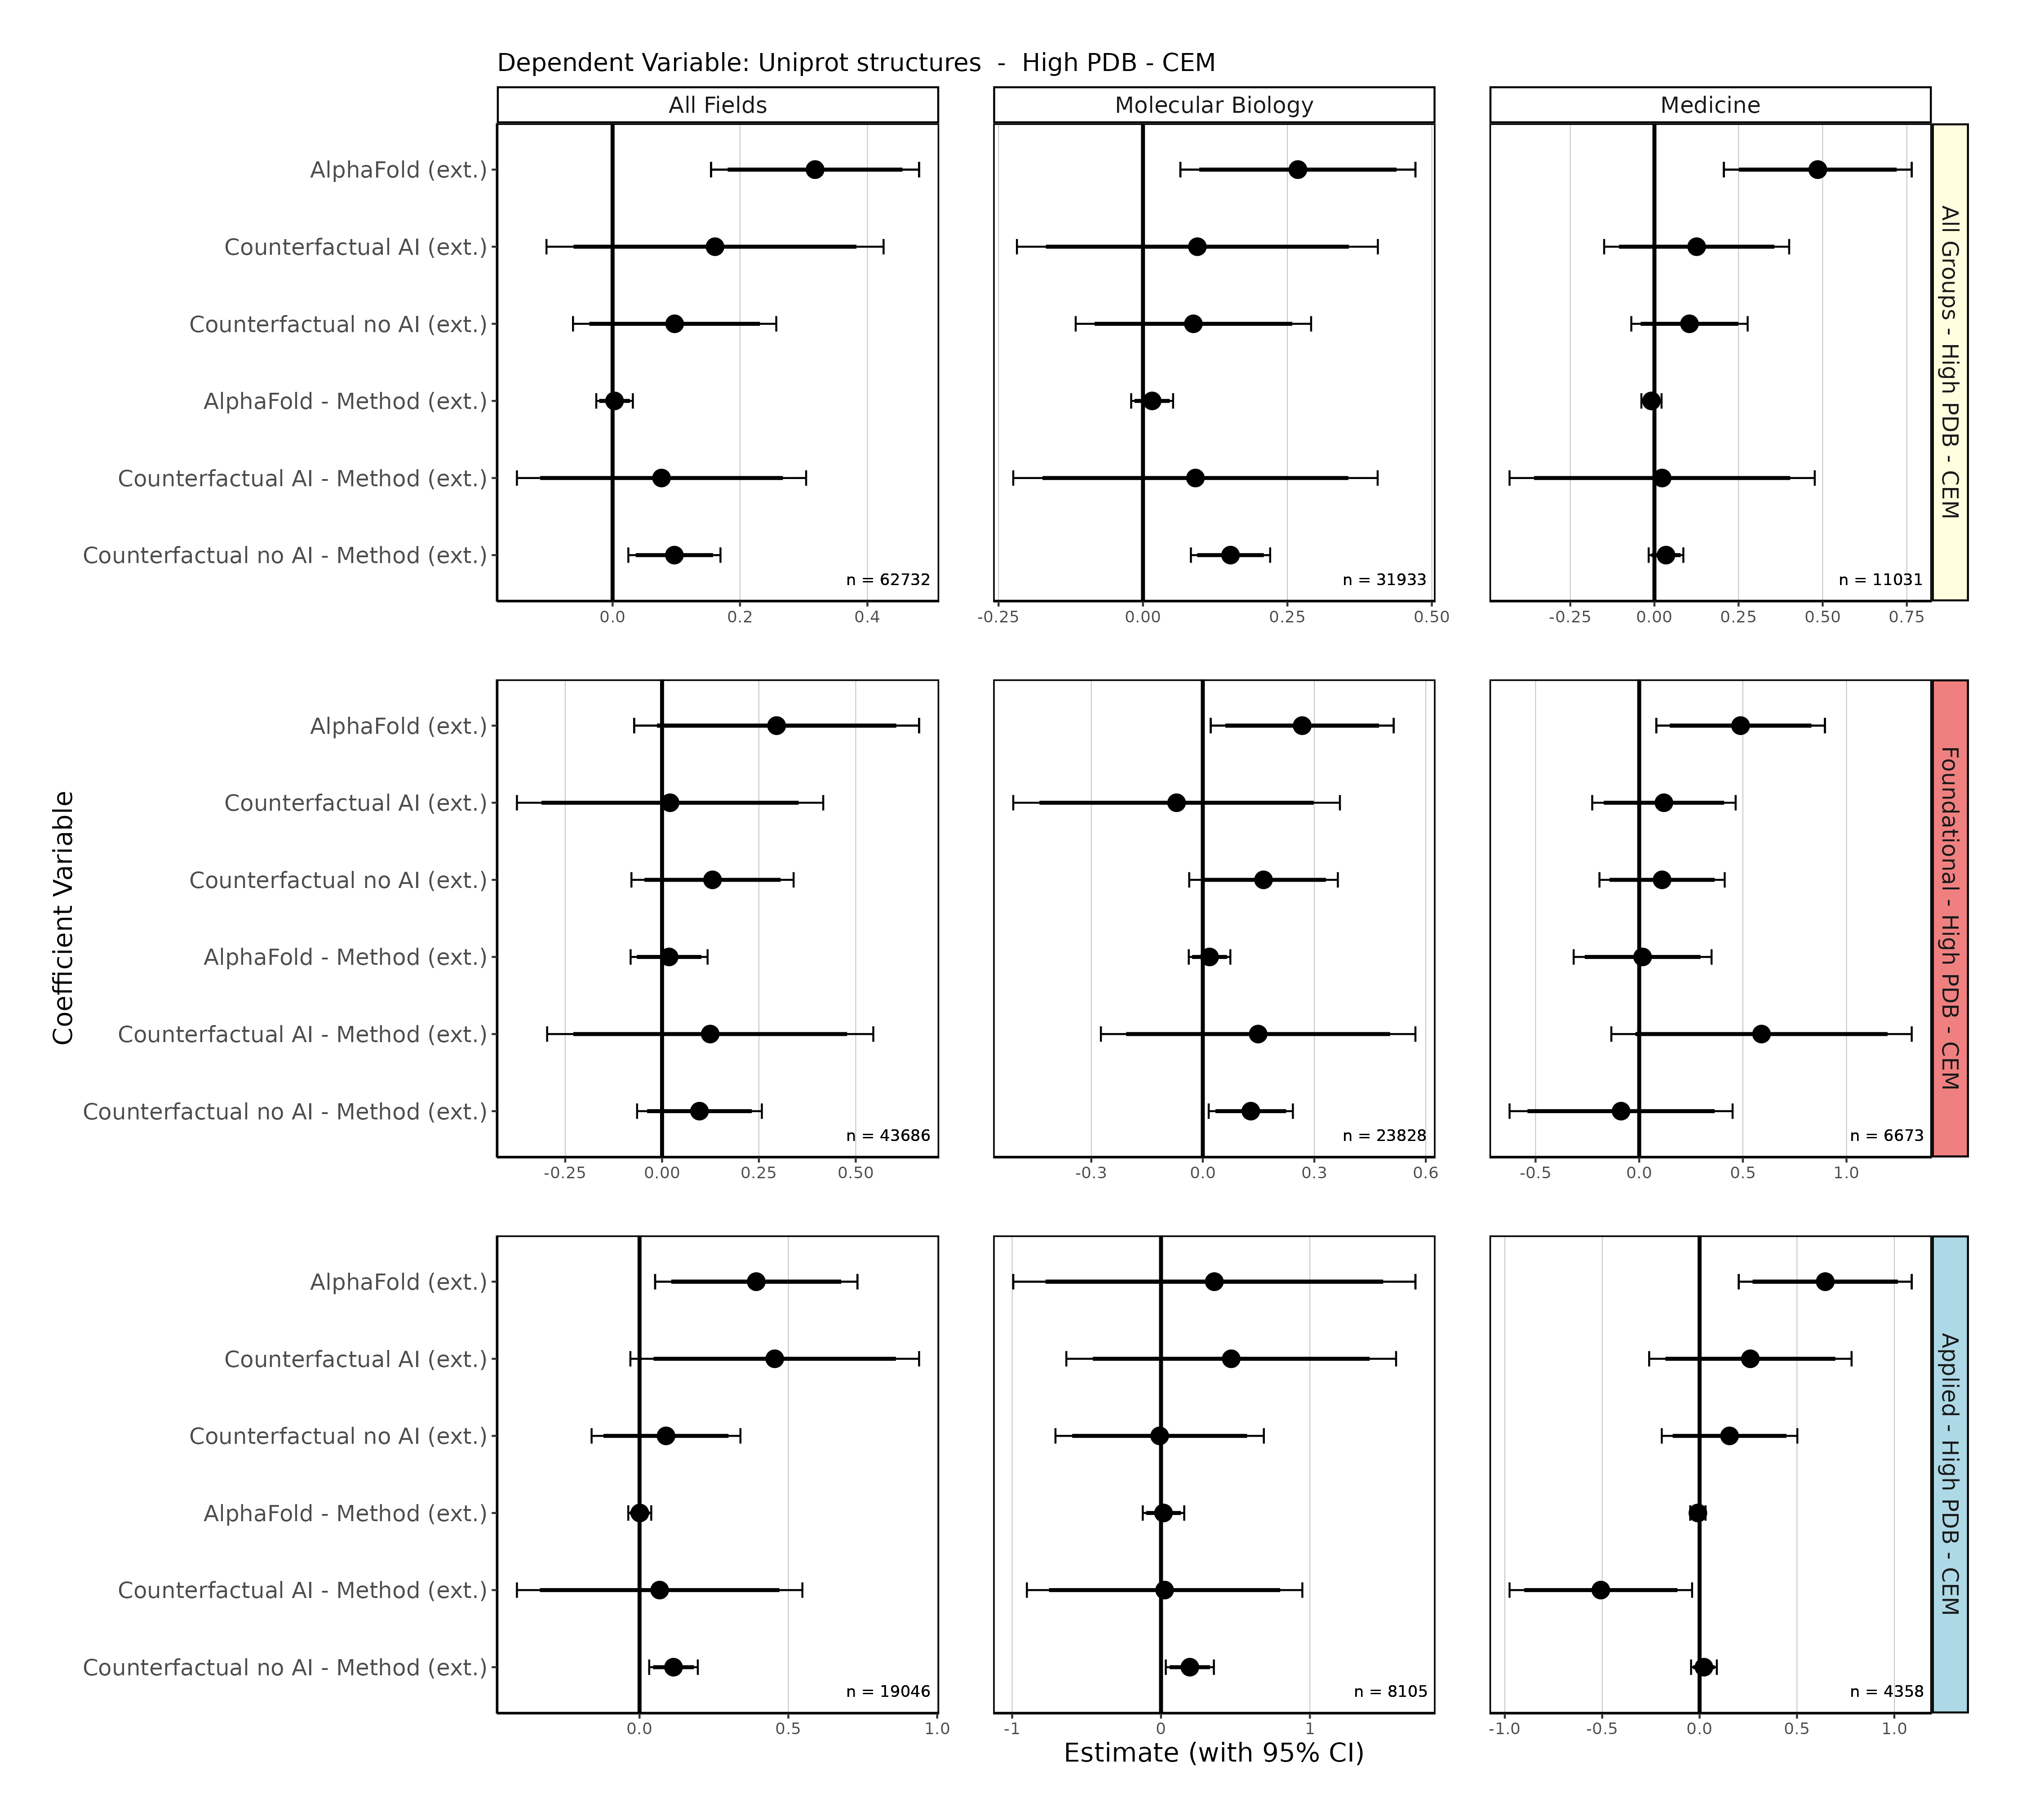 Dependent Variable: Uniprot structures  -  High PDB - CEM
All Fields
Molecular Biology
Medicine
AlphaFold (ext.)
Counterfactual AI (ext.)
Counterfactual no AI (ext.)
AlphaFold - Method (ext.)
Counterfactual AI - Method (ext.)
Counterfactual no AI - Method (ext.)
n = 62732
n = 31933
n = 11031
All Groups - High PDB - CEM
0.0 0.2 0.4
-0.25 0.00 0.25 0.50
-0.25 0.00 0.25 0.50 0.75
Coefficient Variable
AlphaFold (ext.)
Counterfactual AI (ext.)
Counterfactual no AI (ext.)
AlphaFold - Method (ext.)
Counterfactual AI - Method (ext.)
Counterfactual no AI - Method (ext.)
n = 43686
n = 23828
n = 6673
Foundational - High PDB - CEM
-0.25 0.00 0.25 0.50
-0.3 0.0 0.3 0.6
-0.5 0.0 0.5 1.0
AlphaFold (ext.)
Counterfactual AI (ext.)
Counterfactual no AI (ext.)
AlphaFold - Method (ext.)
Counterfactual AI - Method (ext.)
Counterfactual no AI - Method (ext.)
n = 19046
n = 8105
n = 4358
Applied - High PDB - CEM
0.0 0.5 1.0
-1 0 1
-1.0 -0.5 0.0 0.5 1.0
Estimate (with 95% CI)